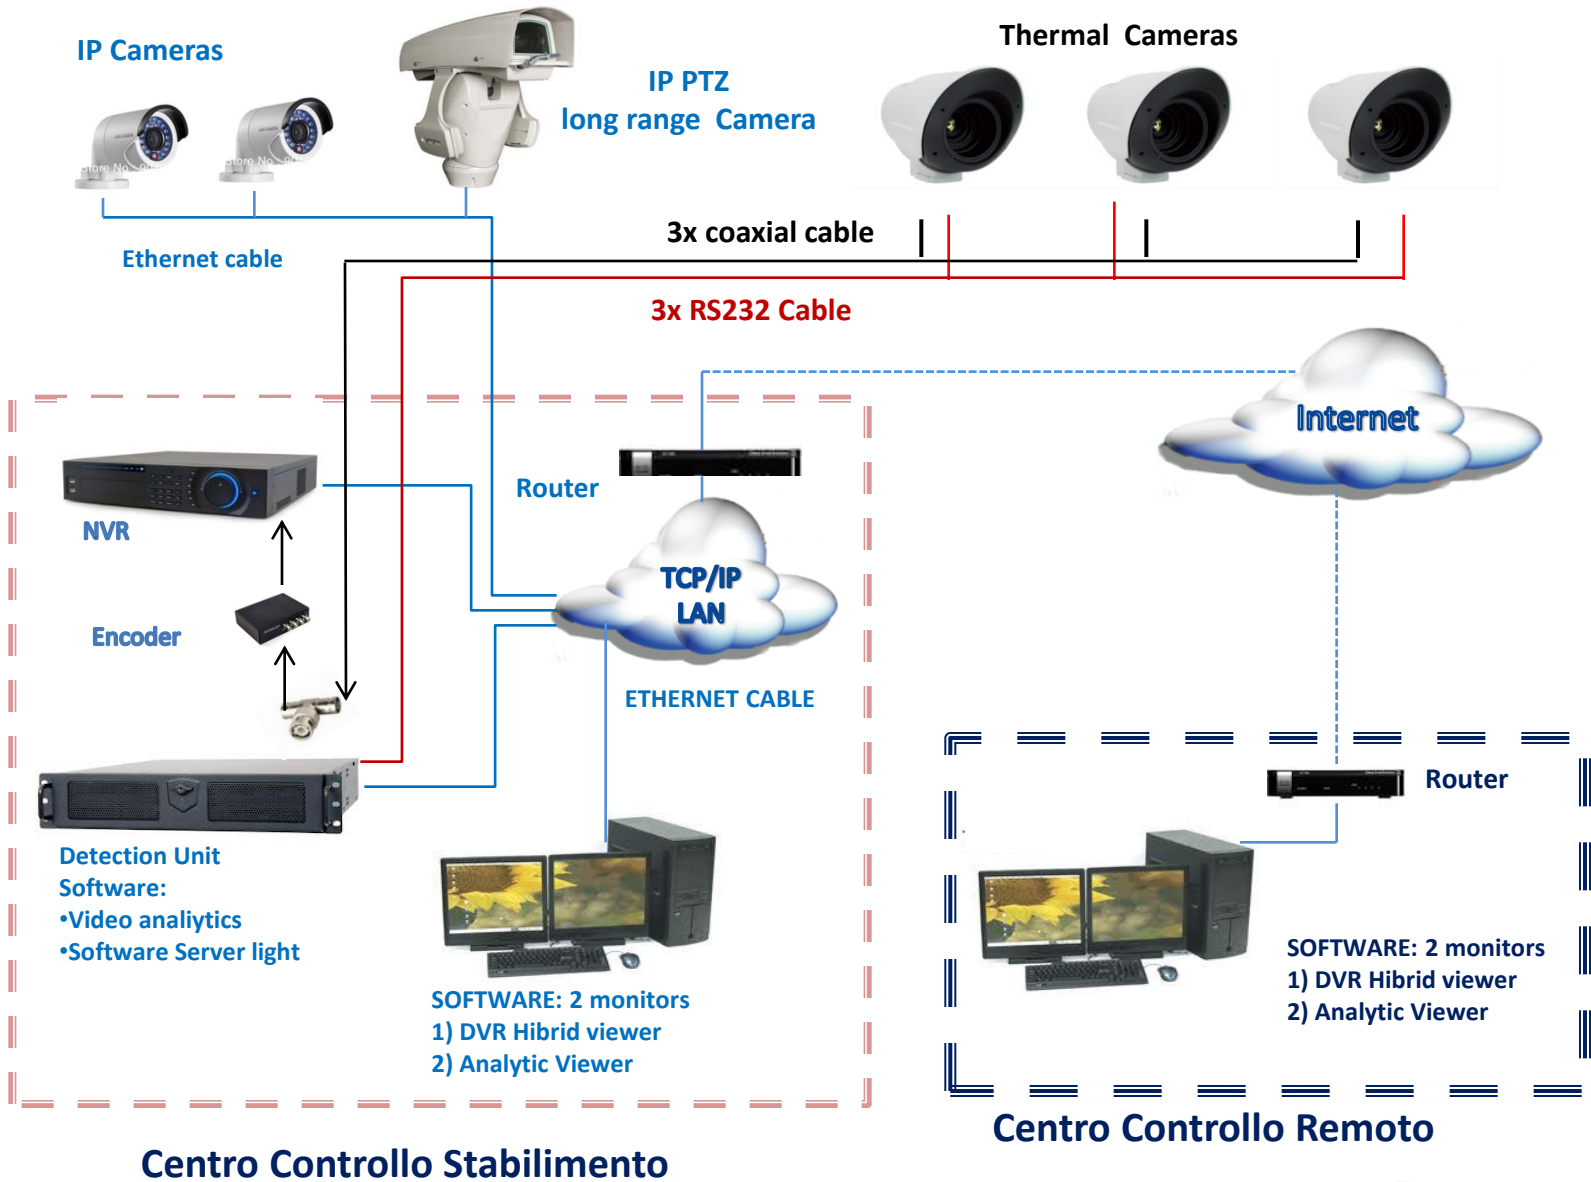 IP Cameras
IP PTZ
long range Camera
Thermal Cameras
Ethernet cable
3x coaxial cable
3x RS232 Cable
Internet
Router
NVR
TCP/IP
LAN
Encoder
ETHERNET CABLE
Router
Detection Unit
Software:
•Video analiytics
•Software Server light
SOFTWARE: 2 monitors
1) DVR Hibrid viewer
2) Analytic Viewer
SOFTWARE: 2 monitors
1) DVR Hibrid viewer
2) Analytic Viewer
Centro Controllo Remoto
Centro Controllo Stabilimento